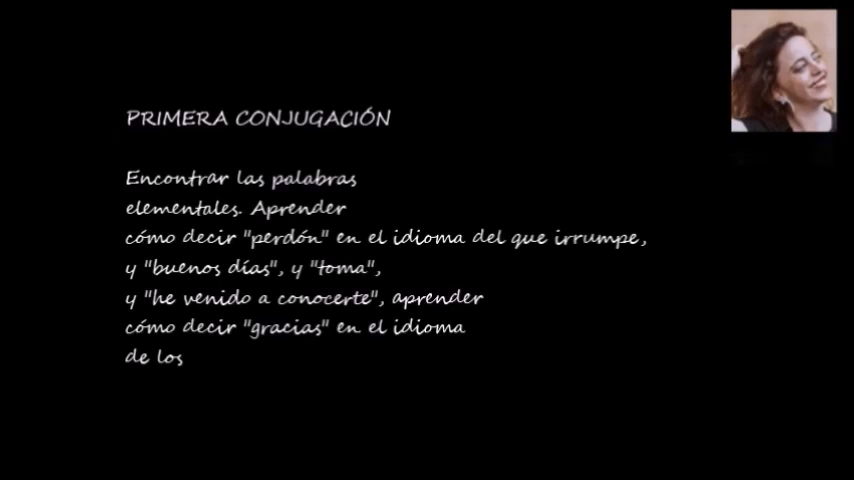 PRIMERA CONJUGACIÓN
Encontrar las palabras
elementales. Aprender
cómo decir "perdón" en el idioma del que irrumpe,
y "buenos días", y "toma",
y "he venido a conocerte", aprender
cómo decir "gracias" en el idioma
de los